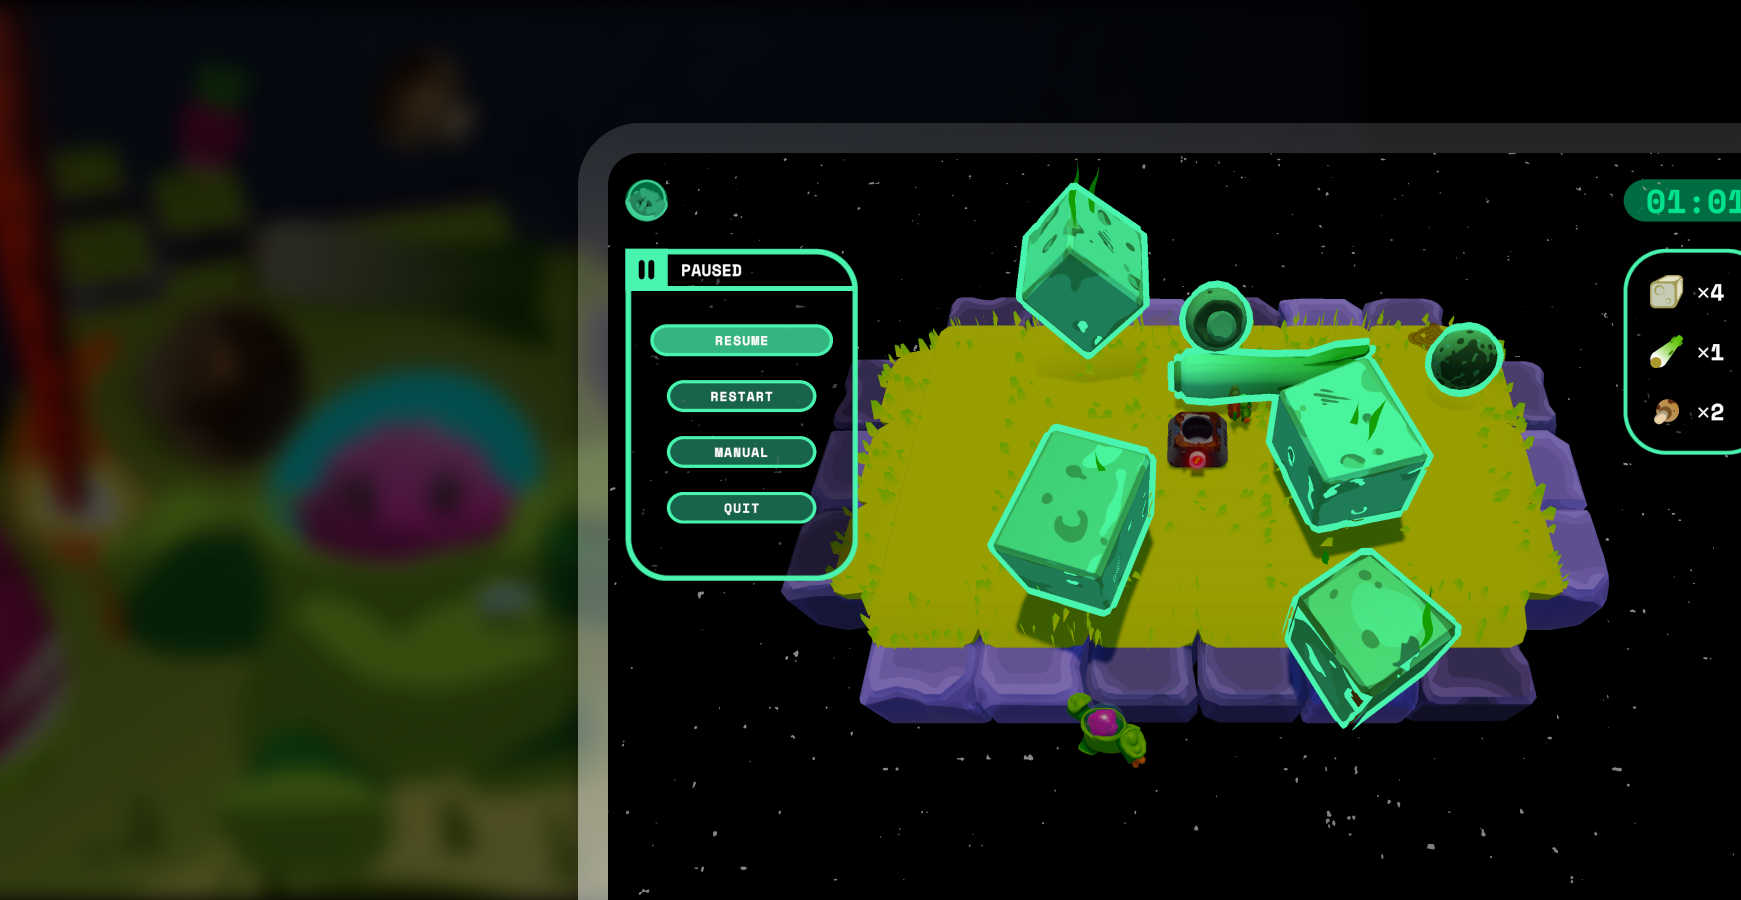 PAUSED
RESUME
RESTART
MANUAL
QUIT
01:01
×4
×1
×2